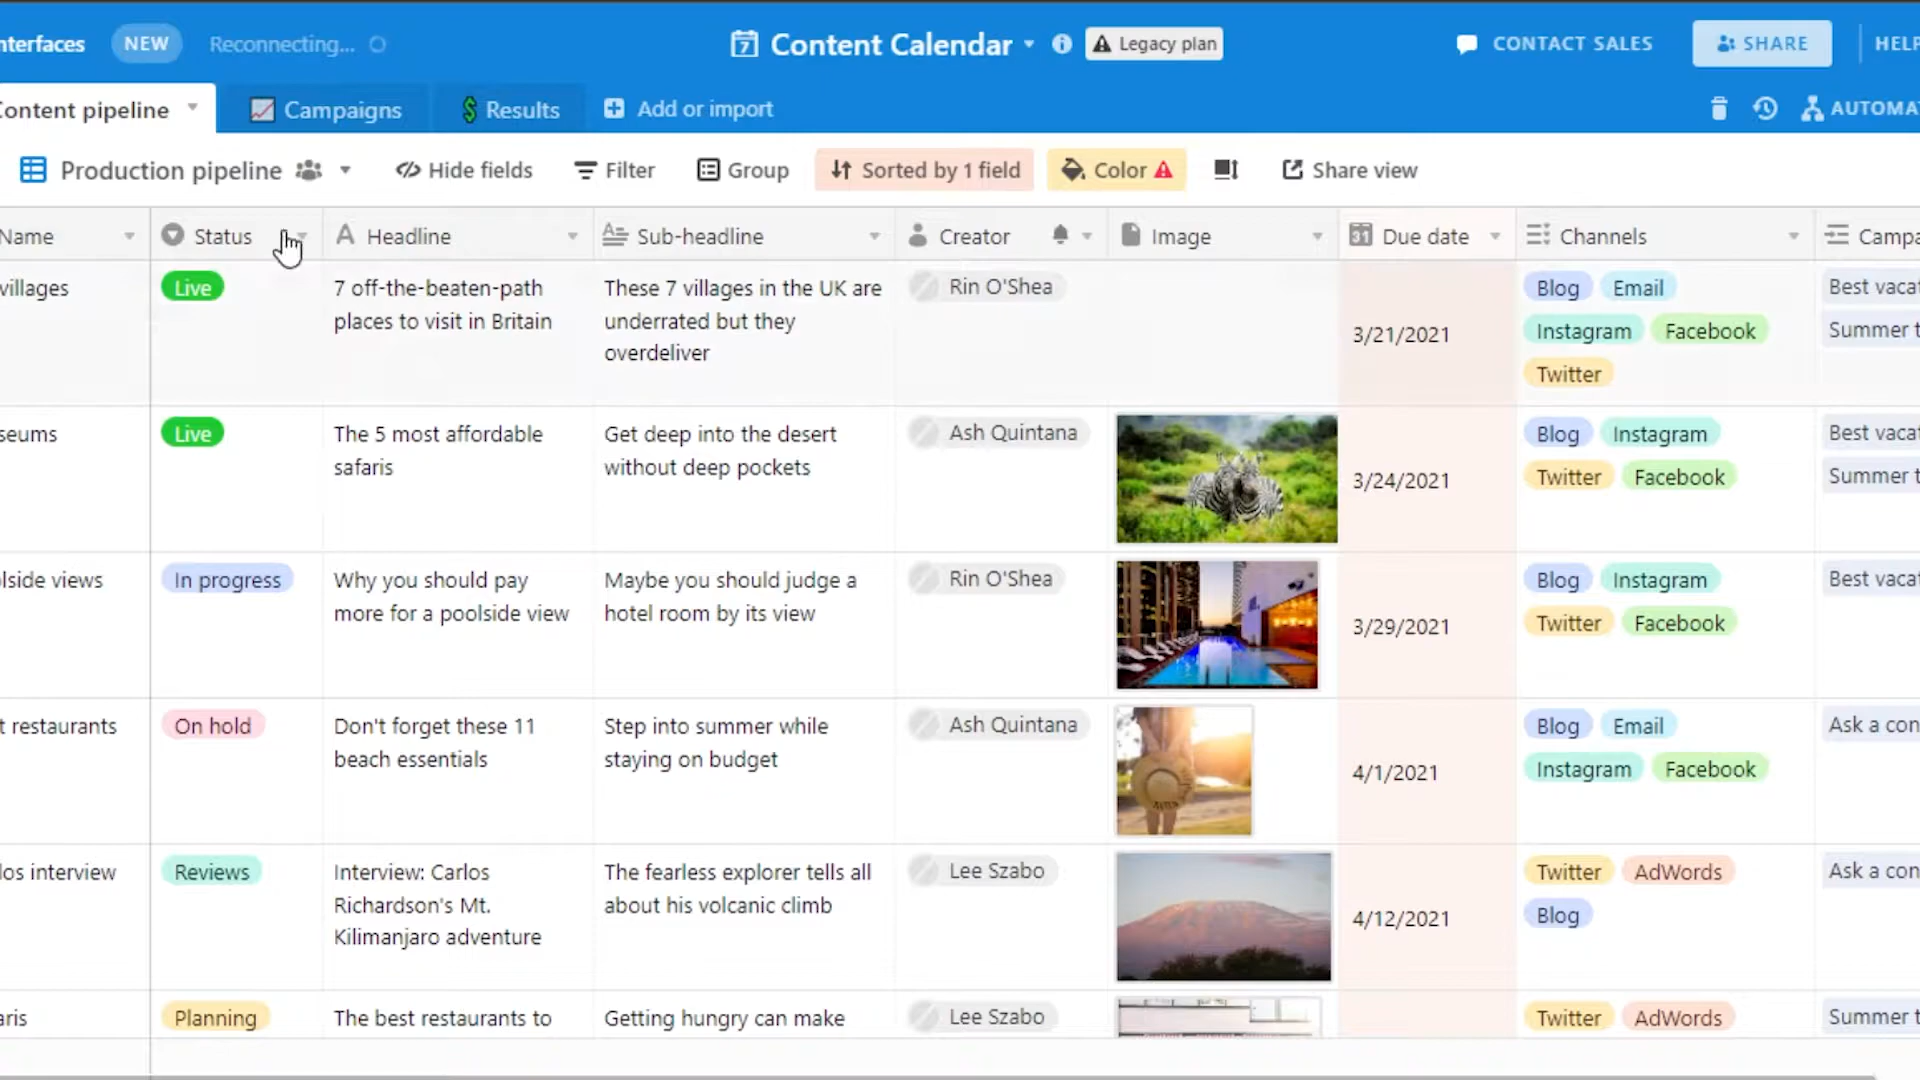 nterfaces NEW Reconnecting... Content Calendar Legacy plan CONTACT SALES SHARE HELP
Content pipeline Campaigns Results Add or import AUTOMA
Production pipeline Hide fields Filter Group Sorted by 1 field Color Share view
Name Status Headline Sub-headline Creator Image Due date Channels Campa
villages Live 7 off-the-beaten-path These 7 villages in the UK are Rin O'Shea Blog Email Best vacat
places to visit in Britain underrated but they 3/21/2021 Instagram Facebook Summer t
overdeliver Twitter
seums Live The 5 most affordable Get deep into the desert Ash Quintana Blog Instagram Best vacat
safaris without deep pockets 3/24/2021 Twitter Facebook Summer t
lside views In progress Why you should pay Maybe you should judge a Rin O'Shea Blog Instagram Best vacat
more for a poolside view hotel room by its view 3/29/2021 Twitter Facebook
t restaurants On hold Don't forget these 11 Step into summer while Ash Quintana Blog Email Ask a con
beach essentials staying on budget 4/1/2021 Instagram Facebook
los interview Reviews Interview: Carlos The fearless explorer tells all Lee Szabo Twitter AdWords Ask a con
Richardson's Mt. about his volcanic climb 4/12/2021 Blog
Kilimanjaro adventure
aris Planning The best restaurants to Getting hungry can make Lee Szabo Twitter AdWords Summer t